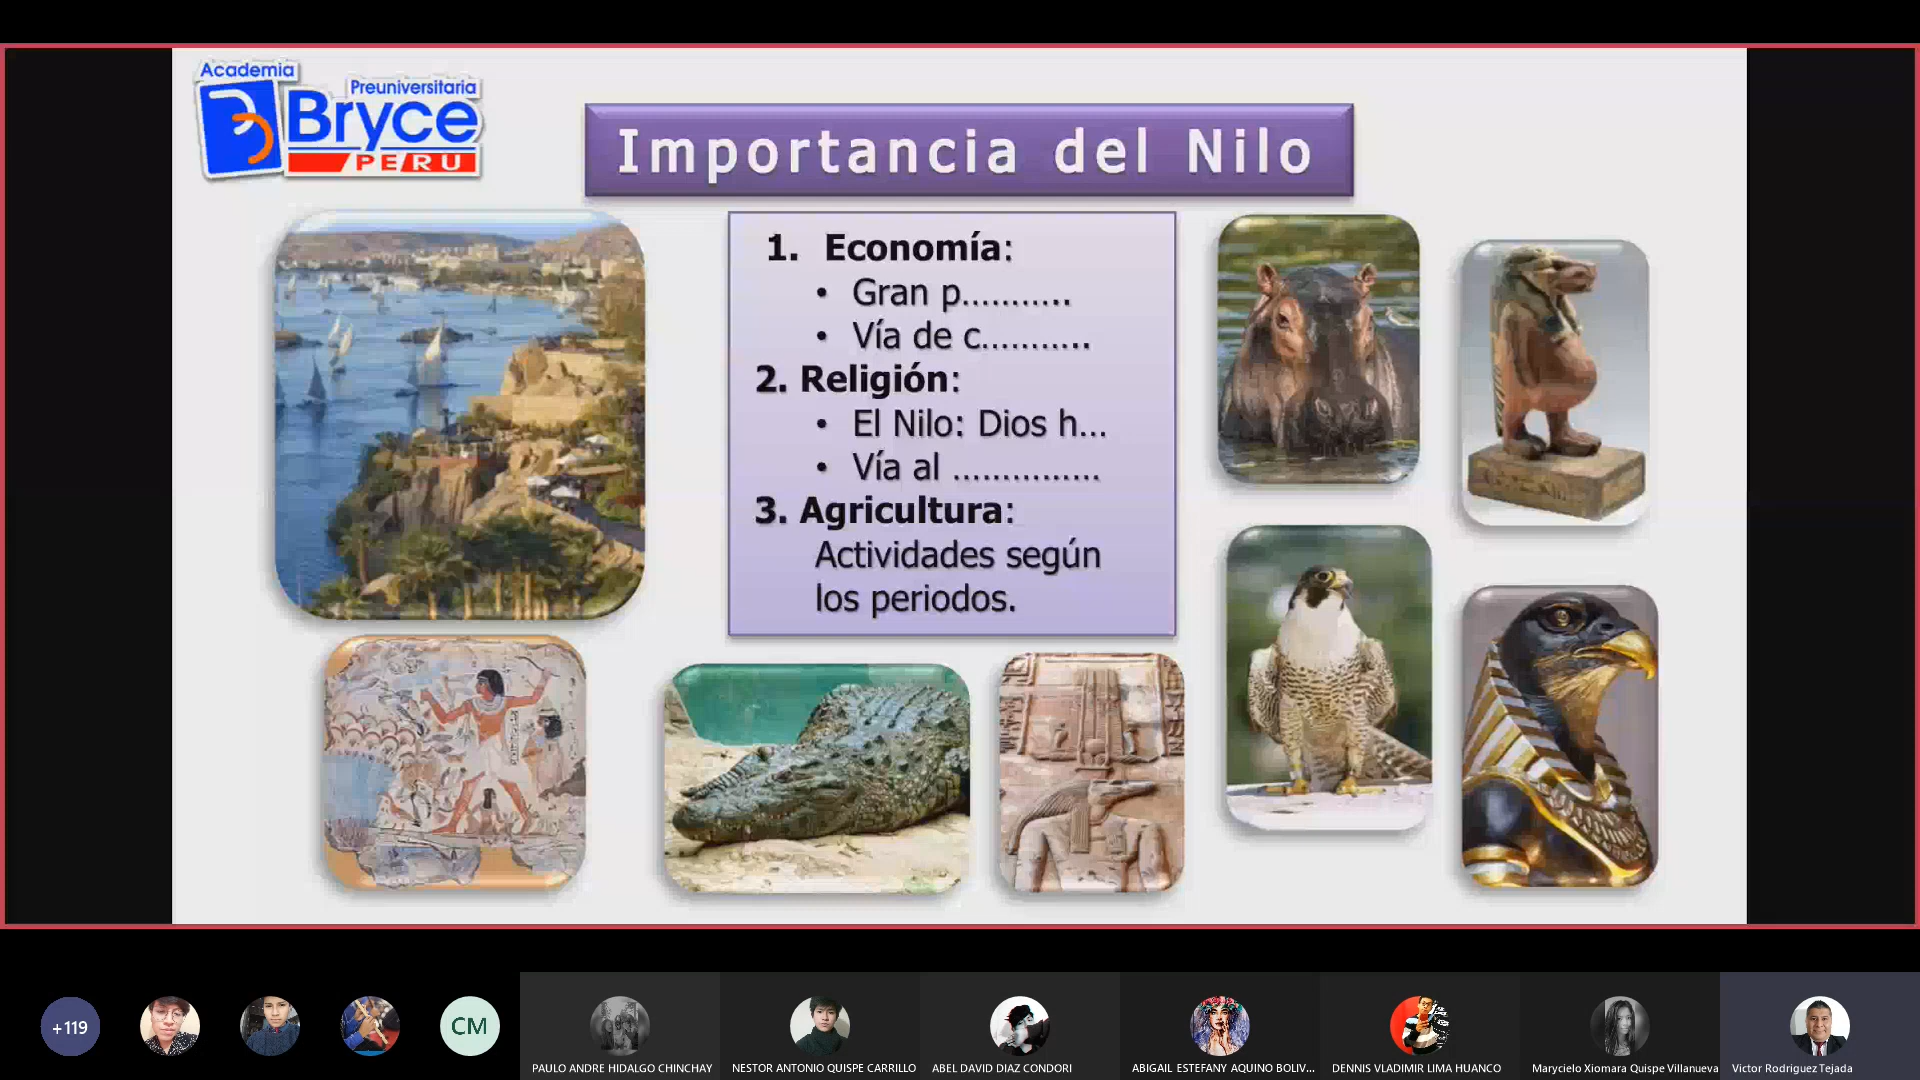 Academia
Preuniversitaria
Bryce
PERU
Importancia del Nilo
1. Economía:
• Gran p...........
• Vía de c...........
2. Religión:
• El Nilo: Dios h...
• Vía al ...............
3. Agricultura:
Actividades según
los periodos.
+119
CM
PAULO ANDRE HIDALGO CHINCHAY
NESTOR ANTONIO QUISPE CARRILLO
ABEL DAVID DIAZ CONDORI
ABIGAIL ESTEFANY AQUINO BOLIV...
DENNIS VLADIMIR LIMA HUANCO
Marycielo Xiomara Quispe Villanueva
Victor Rodriguez Tejada